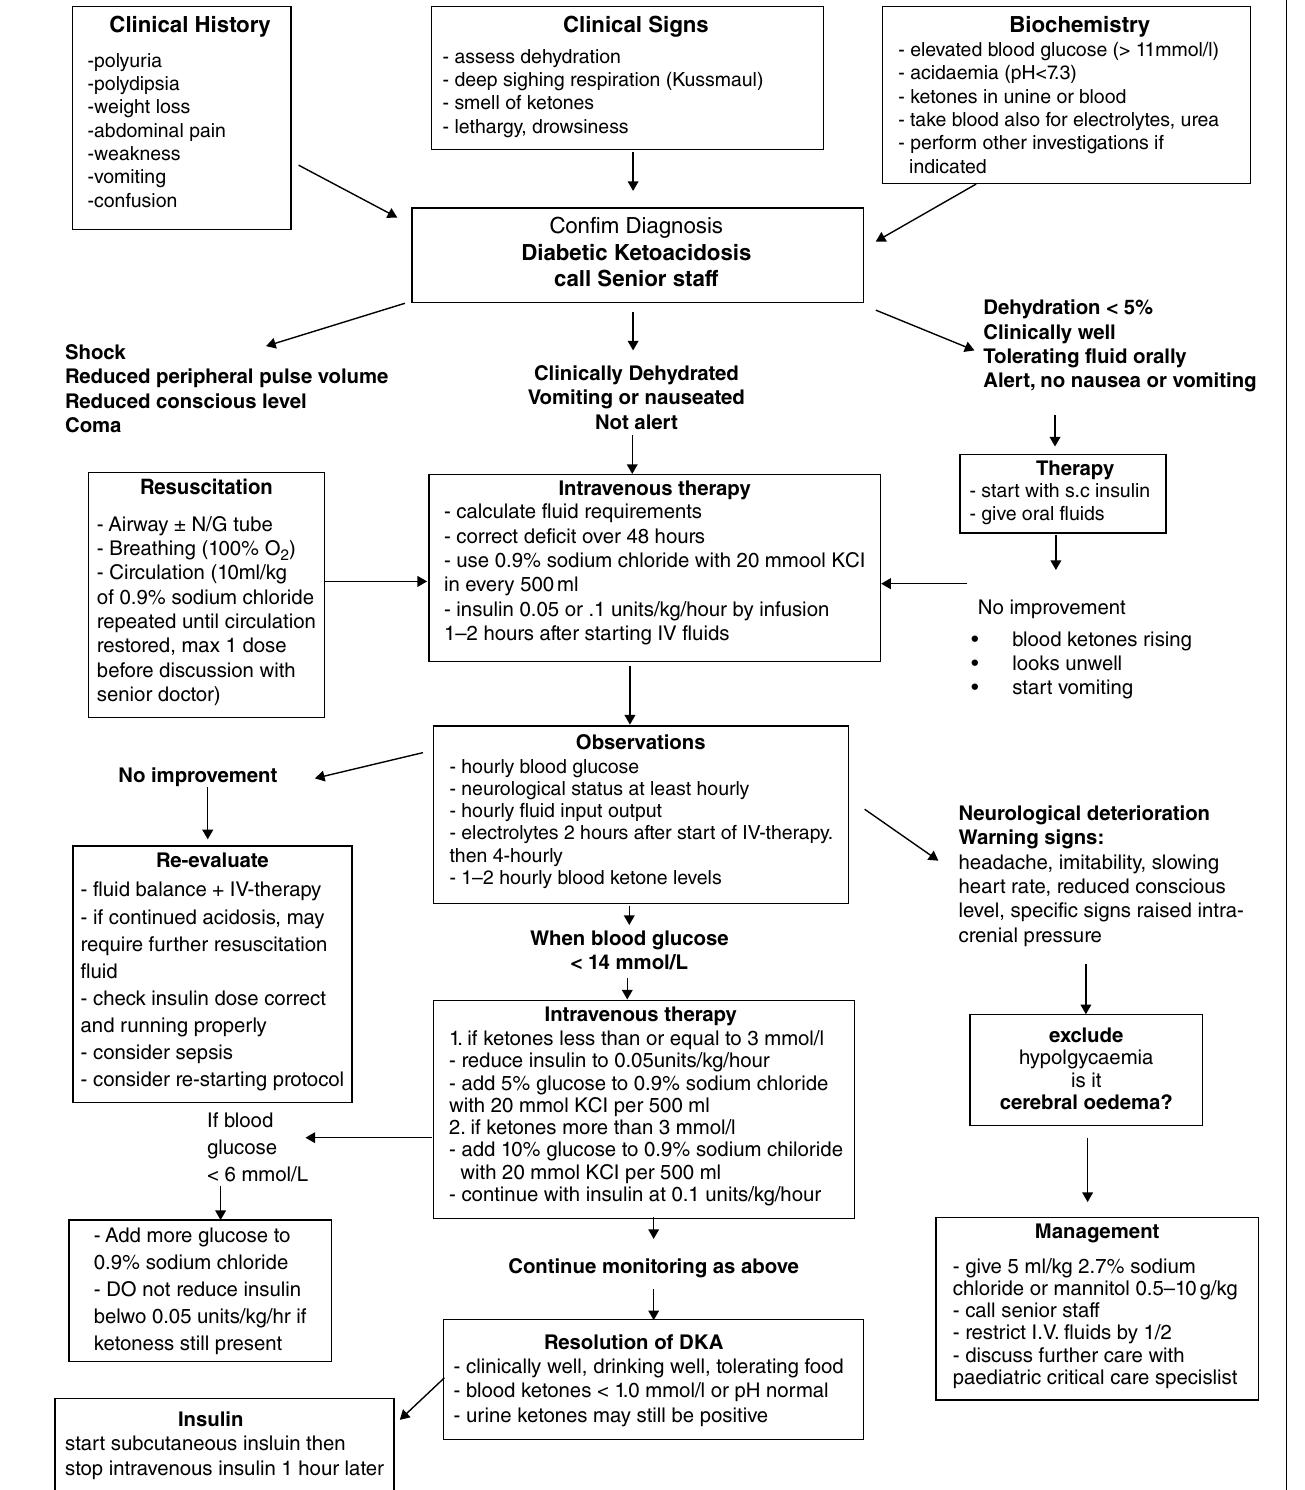 Clinical History
-polyuria
-polydipsia
-weight loss
-abdominal pain
-weakness
-vomiting
-confusion
Clinical Signs
- assess dehydration
- deep sighing respiration (Kussmaul)
- smell of ketones
- lethargy, drowsiness
Biochemistry
- elevated blood glucose (> 11mmol/l)
- acidaemia (pH<7.3)
- ketones in unine or blood
- take blood also for electrolytes, urea
- perform other investigations if
indicated
Confim Diagnosis
Diabetic Ketoacidosis
call Senior staff
Shock
Reduced peripheral pulse volume
Reduced conscious level
Coma
Clinically Dehydrated
Vomiting or nauseated
Not alert
Dehydration < 5%
Clinically well
Tolerating fluid orally
Alert, no nausea or vomiting
Resuscitation
- Airway ± N/G tube
- Breathing (100% O2)
- Circulation (10ml/kg
of 0.9% sodium chloride
repeated until circulation
restored, max 1 dose
before discussion with
senior doctor)
Intravenous therapy
- calculate fluid requirements
- correct deficit over 48 hours
- use 0.9% sodium chloride with 20 mmool KCl
in every 500 ml
- insulin 0.05 or .1 units/kg/hour by infusion
1–2 hours after starting IV fluids
Therapy
- start with s.c insulin
- give oral fluids
No improvement
• blood ketones rising
• looks unwell
• start vomiting
Observations
- hourly blood glucose
- neurological status at least hourly
- hourly fluid input output
- electrolytes 2 hours after start of IV-therapy.
then 4-hourly
- 1–2 hourly blood ketone levels
No improvement
Re-evaluate
- fluid balance + IV-therapy
- if continued acidosis, may
require further resuscitation
fluid
- check insulin dose correct
and running properly
- consider sepsis
- consider re-starting protocol
Neurological deterioration
Warning signs:
headache, imitability, slowing
heart rate, reduced conscious
level, specific signs raised intra-
crenial pressure
When blood glucose
< 14 mmol/L
Intravenous therapy
1. if ketones less than or equal to 3 mmol/l
- reduce insulin to 0.05units/kg/hour
- add 5% glucose to 0.9% sodium chloride
with 20 mmol KCl per 500 ml
2. if ketones more than 3 mmol/l
- add 10% glucose to 0.9% sodium chiloride
with 20 mmol KCl per 500 ml
- continue with insulin at 0.1 units/kg/hour
exclude
hypolgycaemia
is it
cerebral oedema?
If blood
glucose
< 6 mmol/L
- Add more glucose to
0.9% sodium chloride
- DO not reduce insulin
belwo 0.05 units/kg/hr if
ketoness still present
Continue monitoring as above
Management
- give 5 ml/kg 2.7% sodium
chloride or mannitol 0.5–10 g/kg
- call senior staff
- restrict I.V. fluids by 1/2
- discuss further care with
paediatric critical care specislist
Resolution of DKA
- clinically well, drinking well, tolerating food
- blood ketones < 1.0 mmol/l or pH normal
- urine ketones may still be positive
Insulin
start subcutaneous insluin then
stop intravenous insulin 1 hour later